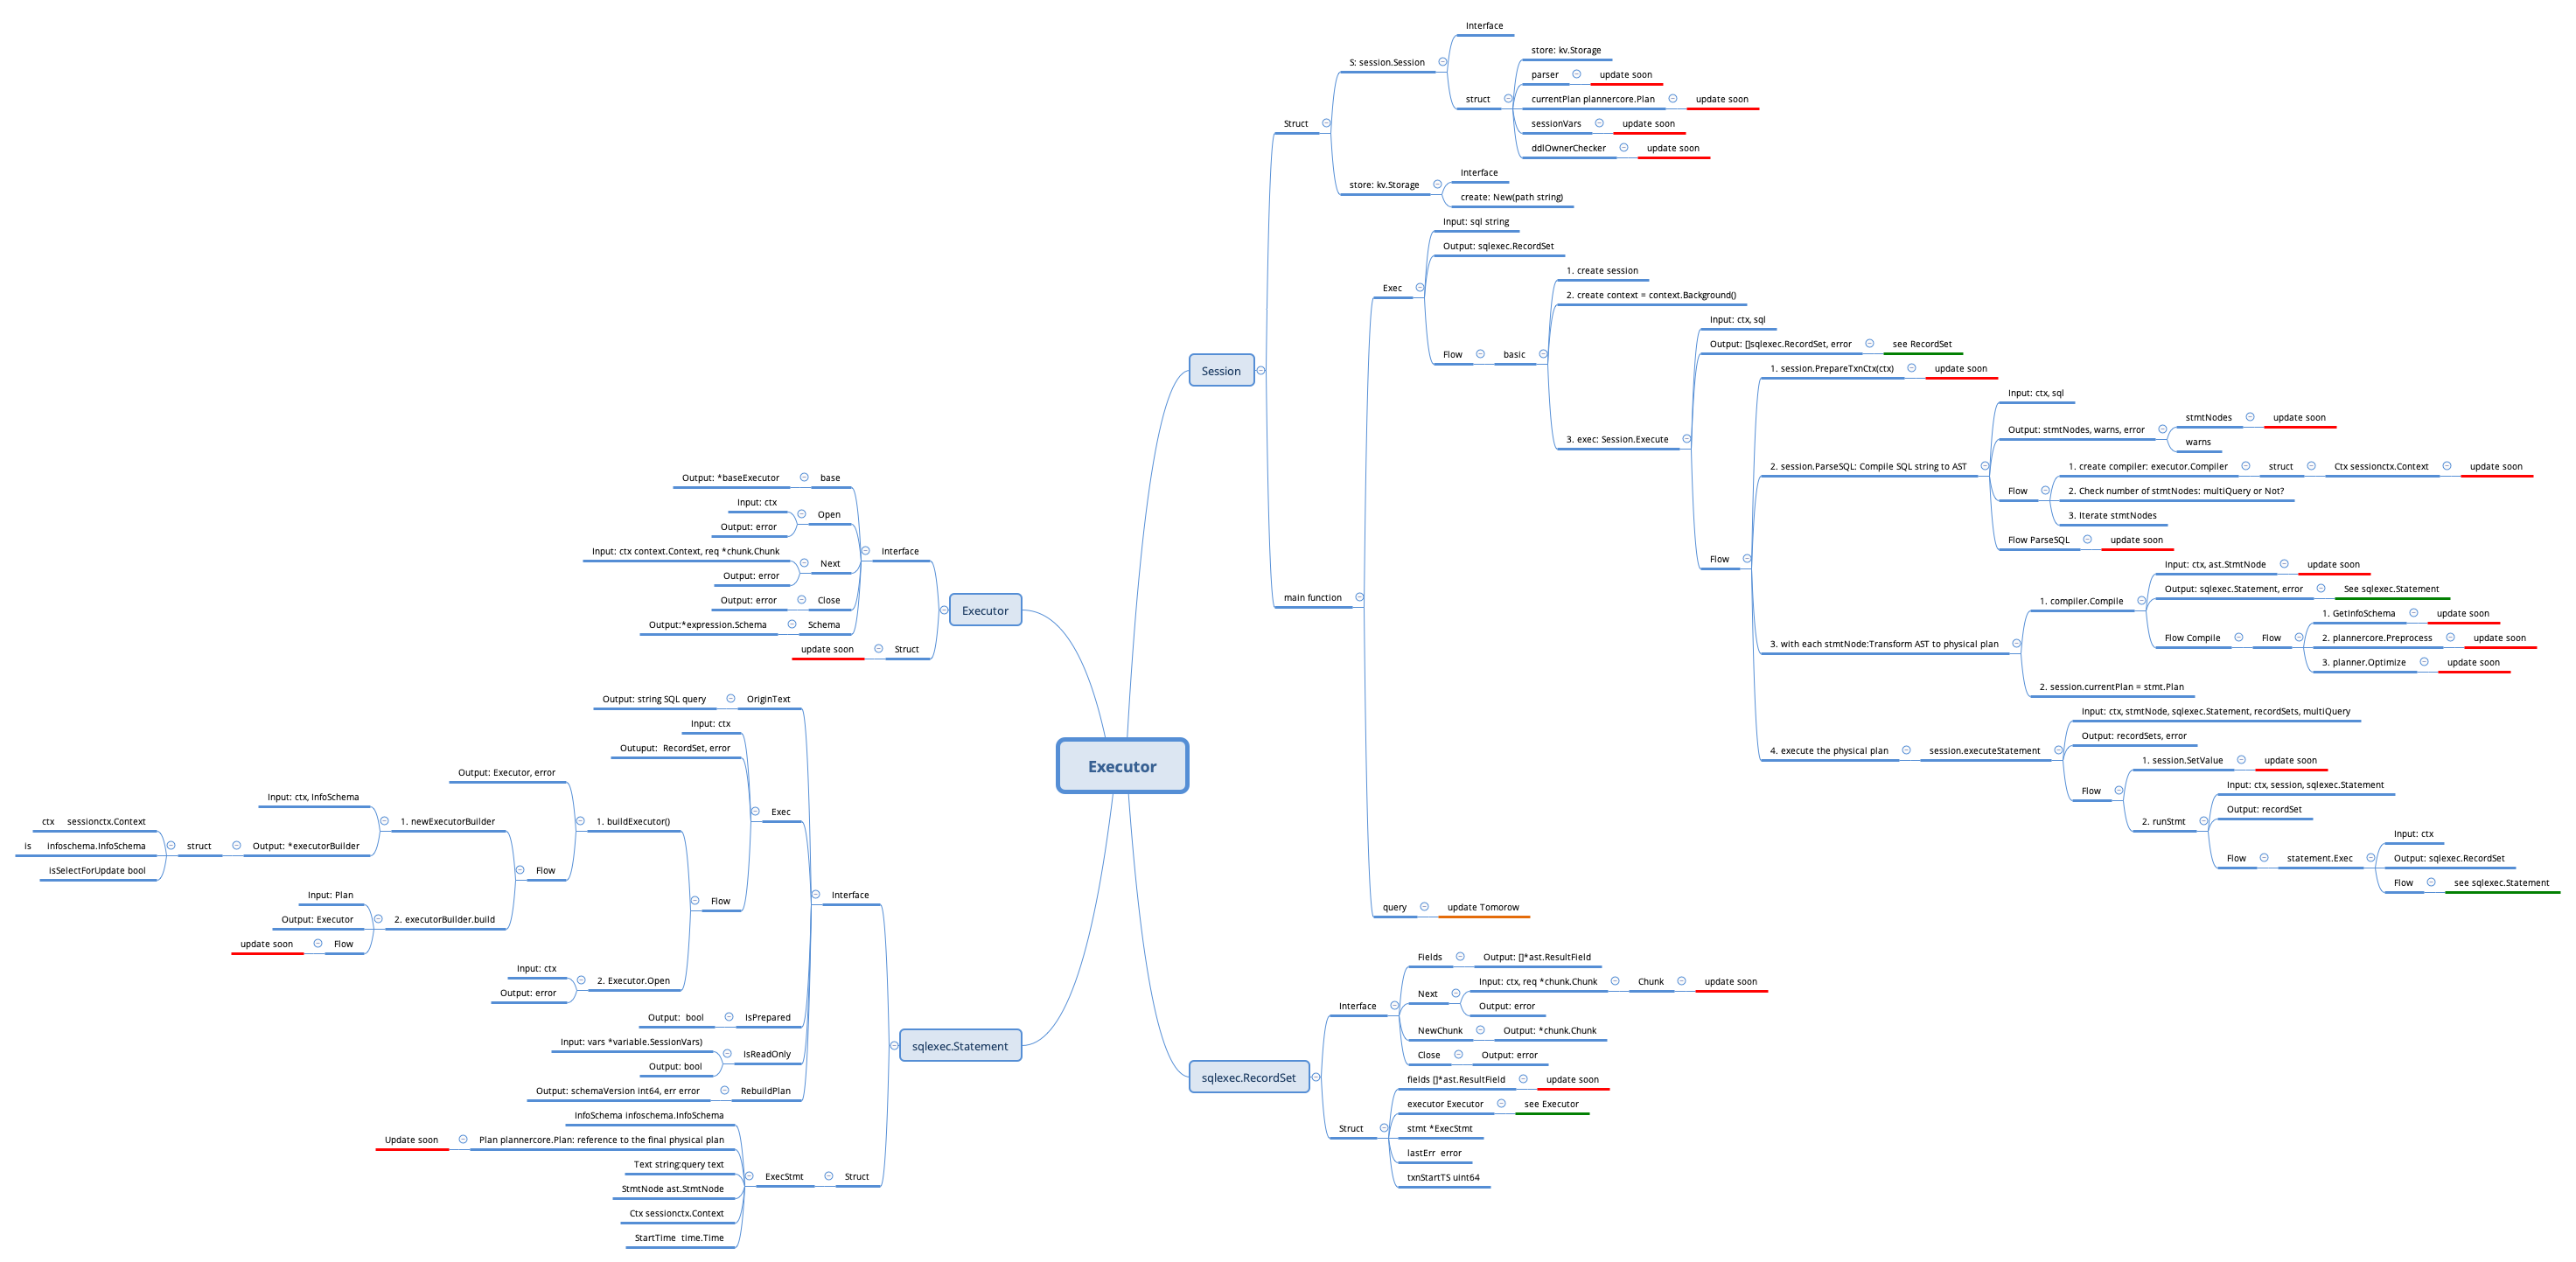 Executor
Session
Struct
S: session.Session
Interface
struct
store: kv.Storage
parser
update soon
currentPlan plannercore.Plan
update soon
sessionVars
update soon
ddlOwnerChecker
update soon
store: kv.Storage
Interface
create: New(path string)
main function
Exec
Input: sql string
Output: sqlexec.RecordSet
Flow
basic
1. create session
2. create context = context.Background()
3. exec: Session.Execute
Input: ctx, sql
Output: []sqlexec.RecordSet, error
see RecordSet
Flow
1. session.PrepareTxnCtx(ctx)
update soon
2. session.ParseSQL: Compile SQL string to AST
Input: ctx, sql
Output: stmtNodes, warns, error
stmtNodes
update soon
warns
Flow
1. create compiler: executor.Compiler
struct
Ctx sessionctx.Context
update soon
2. Check number of stmtNodes: multiQuery or Not?
3. Iterate stmtNodes
Flow ParseSQL
update soon
3. with each stmtNode:Transform AST to physical plan
1. compiler.Compile
Input: ctx, ast.StmtNode
update soon
Output: sqlexec.Statement, error
See sqlexec.Statement
Flow Compile
Flow
1. GetInfoSchema
update soon
2. plannercore.Preprocess
update soon
3. planner.Optimize
update soon
2. session.currentPlan = stmt.Plan
4. execute the physical plan
session.executeStatement
Input: ctx, stmtNode, sqlexec.Statement, recordSets, multiQuery
Output: recordSets, error
Flow
1. session.SetValue
update soon
2. runStmt
Input: ctx, session, sqlexec.Statement
Output: recordSet
Flow
statement.Exec
Input: ctx
Output: sqlexec.RecordSet
Flow
see sqlexec.Statement
query
update Tomorow
sqlexec.RecordSet
Interface
Fields
Output: []*ast.ResultField
Next
Input: ctx, req *chunk.Chunk
Chunk
update soon
Output: error
NewChunk
Output: *chunk.Chunk
Close
Output: error
Struct
fields []*ast.ResultField
update soon
executor Executor
see Executor
stmt *ExecStmt
lastErr  error
txnStartTS uint64
Executor
Interface
base
Output: *baseExecutor
Open
Input: ctx
Output: error
Next
Input: ctx context.Context, req *chunk.Chunk
Output: error
Close
Output: error
Schema
Output:*expression.Schema
Struct
update soon
sqlexec.Statement
Interface
OriginText
Output: string SQL query
Exec
Input: ctx
Outuput:  RecordSet, error
Flow
1. buildExecutor()
Output: Executor, error
Flow
1. newExecutorBuilder
Input: ctx, InfoSchema
Output: *executorBuilder
struct
ctx     sessionctx.Context
is      infoschema.InfoSchema
isSelectForUpdate bool
2. executorBuilder.build
Input: Plan
Output: Executor
Flow
update soon
2. Executor.Open
Input: ctx
Output: error
IsPrepared
Output:  bool
IsReadOnly
Input: vars *variable.SessionVars)
Output: bool
RebuildPlan
Output: schemaVersion int64, err error
Struct
ExecStmt
InfoSchema infoschema.InfoSchema
Plan plannercore.Plan: reference to the final physical plan
Update soon
Text string:query text
StmtNode ast.StmtNode
Ctx sessionctx.Context
StartTime  time.Time